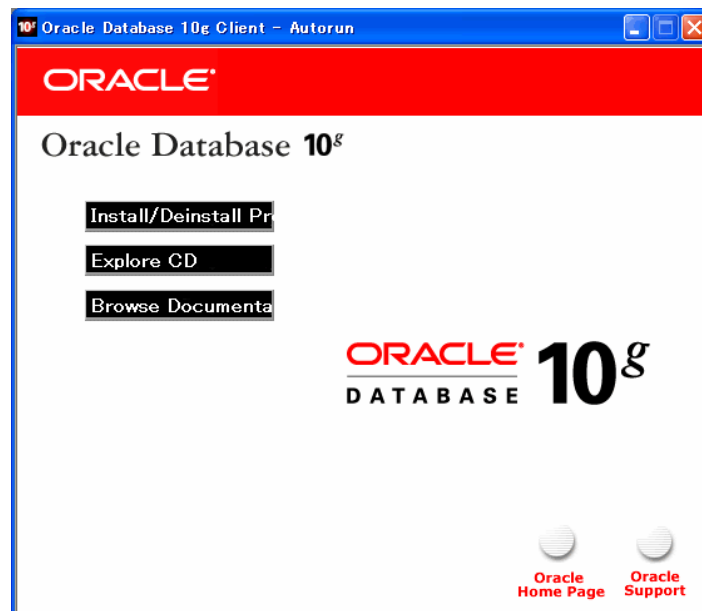 10g Oracle Database 10g Client - Autorun
ORACLE
Oracle Database 10g
Install/Deinstall Pr
Explore CD
Browse Documenta
ORACLE 10g
DATABASE
Oracle Home Page
Oracle Support